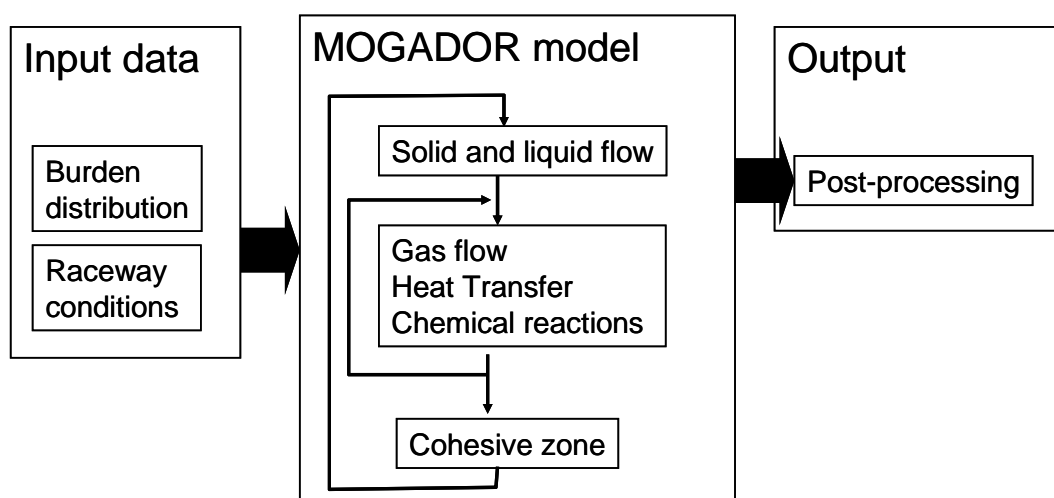 Input data
Burden
distribution
Raceway
conditions
MOGADOR model
Solid and liquid flow
Gas flow
Heat Transfer
Chemical reactions
Cohesive zone
Output
Post-processing